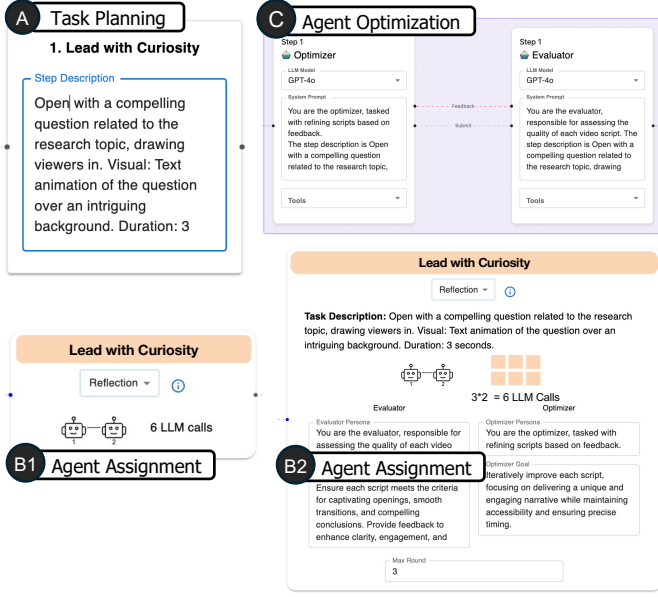 A Task Planning
1. Lead with Curiosity
Step Description
Open with a compelling
question related to the
research topic, drawing
viewers in. Visual: Text
animation of the question
over an intriguing
background. Duration: 3
C Agent Optimization
Step 1
Optimizer
LLM Model
GPT-4o
System Prompt
You are the optimizer, tasked
with refining scripts based on
feedback.
The step description is Open
with a compelling question
related to the research topic,
Tools
Feedback
Submit
Step 1
Evaluator
LLM Model
GPT-4o
System Prompt
You are the evaluator,
responsible for assessing the
quality of each video script. The
step description is Open with a
compelling question related to
the research topic, drawing
Tools
Lead with Curiosity
Reflection
1 2
6 LLM calls
B1 Agent Assignment
Lead with Curiosity
Reflection
Task Description: Open with a compelling question related to the research
topic, drawing viewers in. Visual: Text animation of the question over an
intriguing background. Duration: 3 seconds.
1 2
3*2 = 6 LLM Calls
Evaluator
Optimizer
Evaluator Persona
You are the evaluator, responsible for
assessing the quality of each video
Optimizer Persona
You are the optimizer, tasked with
refining scripts based on feedback.
B2 Agent Assignment
Ensure each script meets the criteria
for captivating openings, smooth
transitions, and compelling
conclusions. Provide feedback to
enhance clarity, engagement, and
Optimizer Goal
Iteratively improve each script,
focusing on delivering a unique and
engaging narrative while maintaining
accessibility and ensuring precise
timing.
Max Round
3